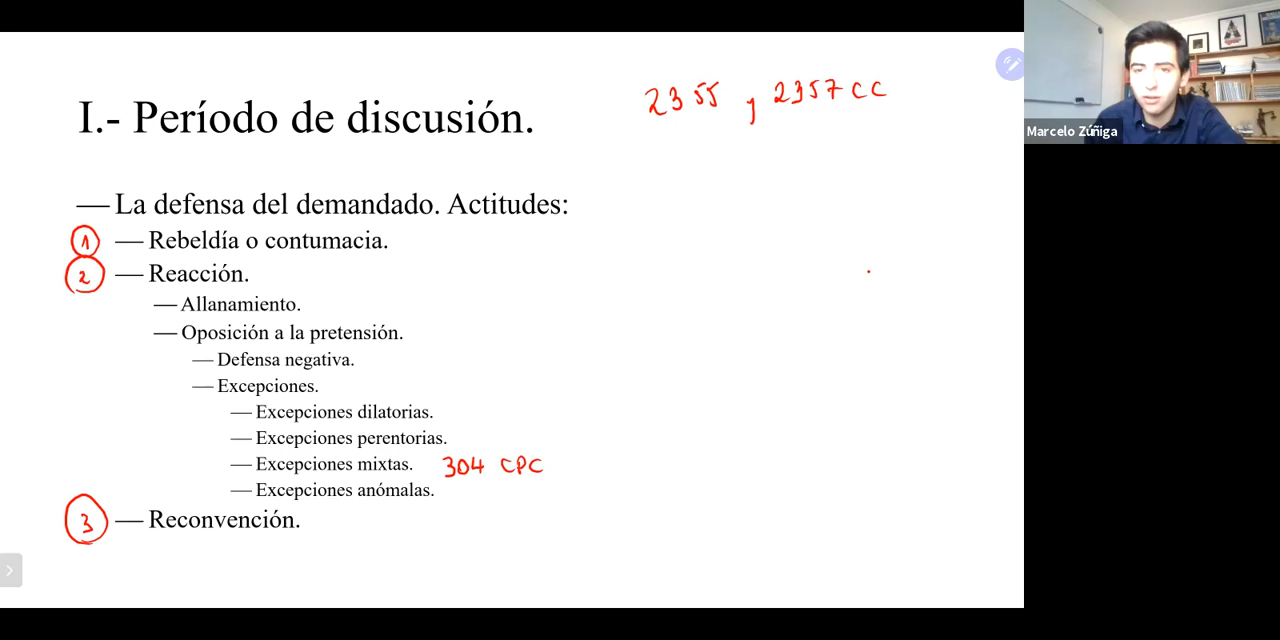 I.- Período de discusión.
2355 y 2357 CC
— La defensa del demandado. Actitudes:
1 — Rebeldía o contumacia.
2 — Reacción.
— Allanamiento.
— Oposición a la pretensión.
— Defensa negativa.
— Excepciones.
— Excepciones dilatorias.
— Excepciones perentorias.
— Excepciones mixtas. 304 CPC
— Excepciones anómalas.
3 — Reconvención.
Marcelo Zúñiga